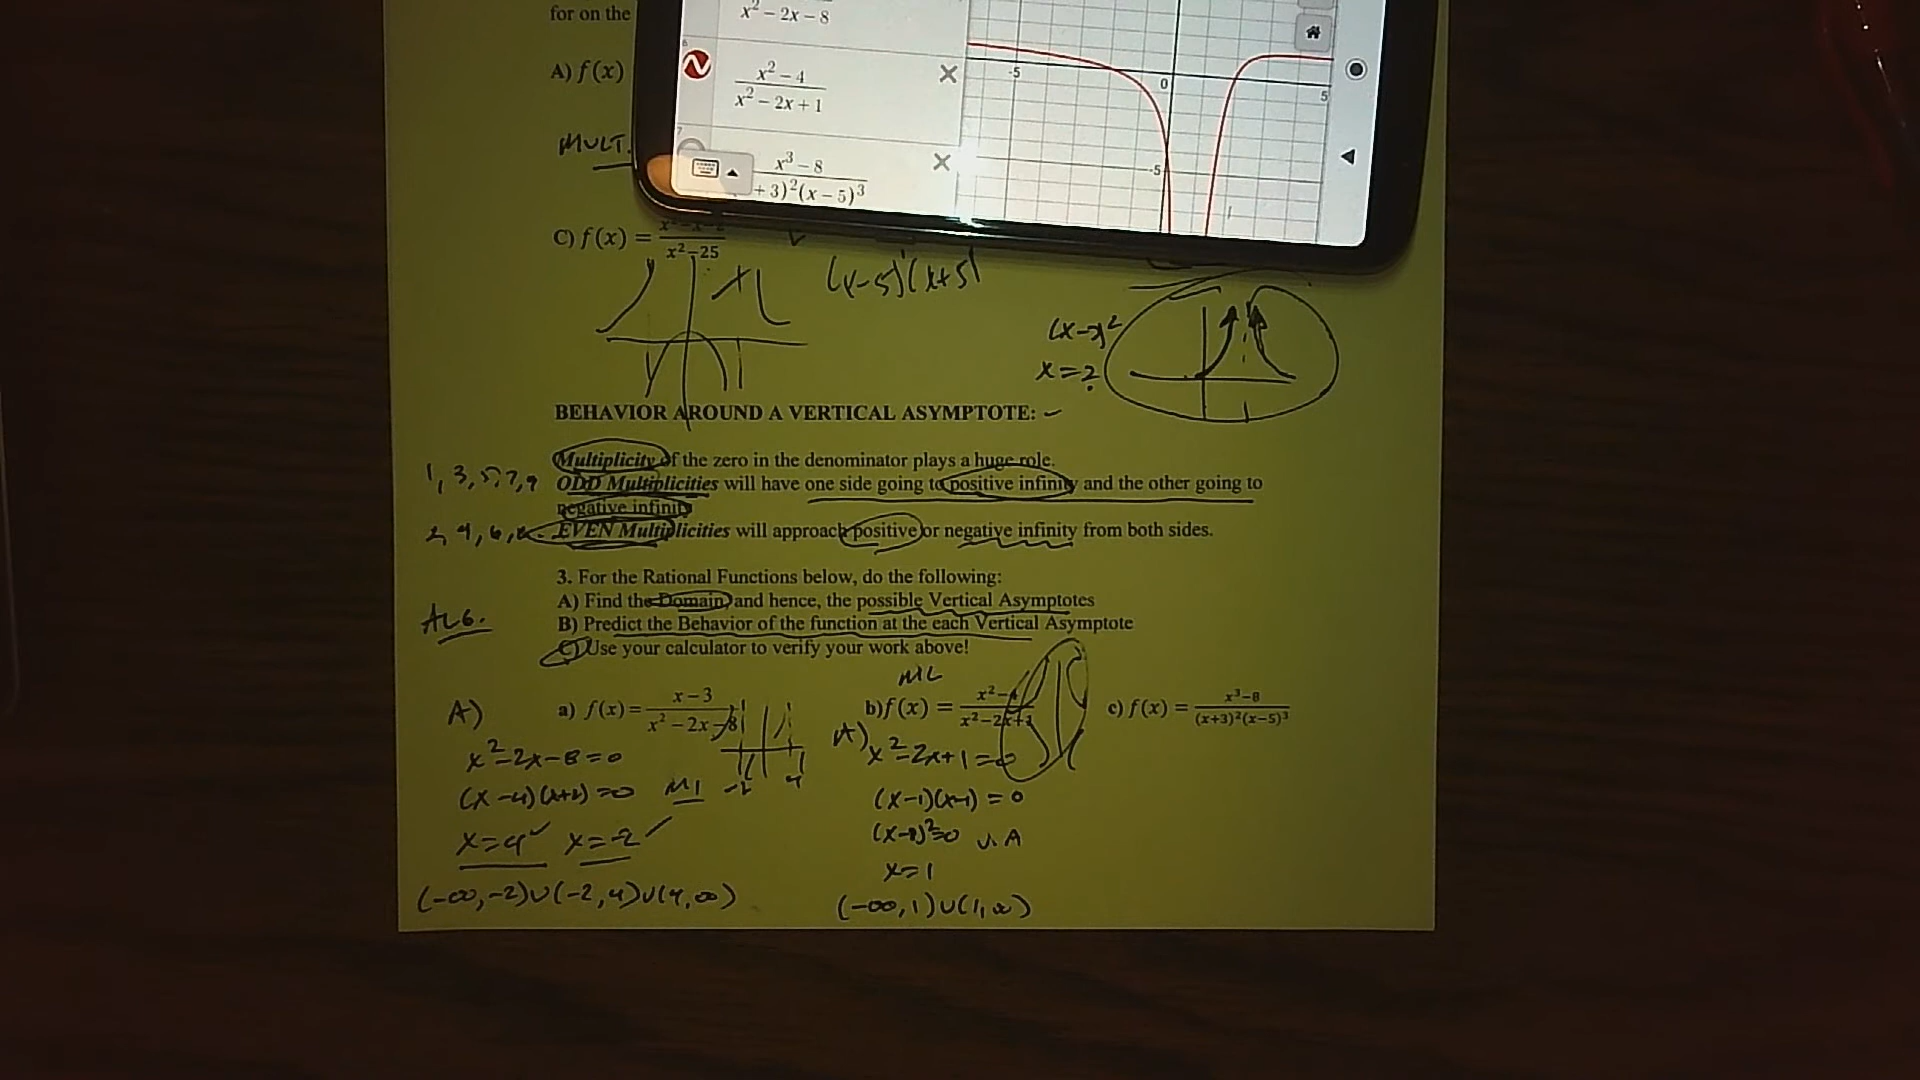 for on the
x² - 2x - 8
A) f(x)
x² - 4
x² - 2x + 1
-5
0
5
MULT.
x³ - 8
+ 3)²(x - 5)³
-5
C) f(x) =
x²-25
(x-5)¹(x+5)
(x-2)²
x=2
BEHAVIOR AROUND A VERTICAL ASYMPTOTE:
Multiplicity of the zero in the denominator plays a huge role.
1, 3, 5, 7, 9 ODD Multiplicities will have one side going to positive infinity and the other going to
negative infinity
2, 4, 6, 8 EVEN Multiplicities will approach positive or negative infinity from both sides.
3. For the Rational Functions below, do the following:
A) Find the Domain, and hence, the possible Vertical Asymptotes
ALG.
B) Predict the Behavior of the function at the each Vertical Asymptote
C) Use your calculator to verify your work above!
A)
a) f(x)= x - 3
x² - 2x - 8
b)f(x) = x²-4
x²-2x+1
c) f(x) = x³-8
(x+3)²(x-5)³
x²-2x-8=0
(x-4)(x+2)=0
M1
-2
4
x=4 x=-2
(-∞,-2)∪(-2,4)∪(4,∞)
A)
x²-2x+1=0
(x-1)(x-1)=0
(x-1)²=0 V.A
x=1
(-∞,1)∪(1,∞)